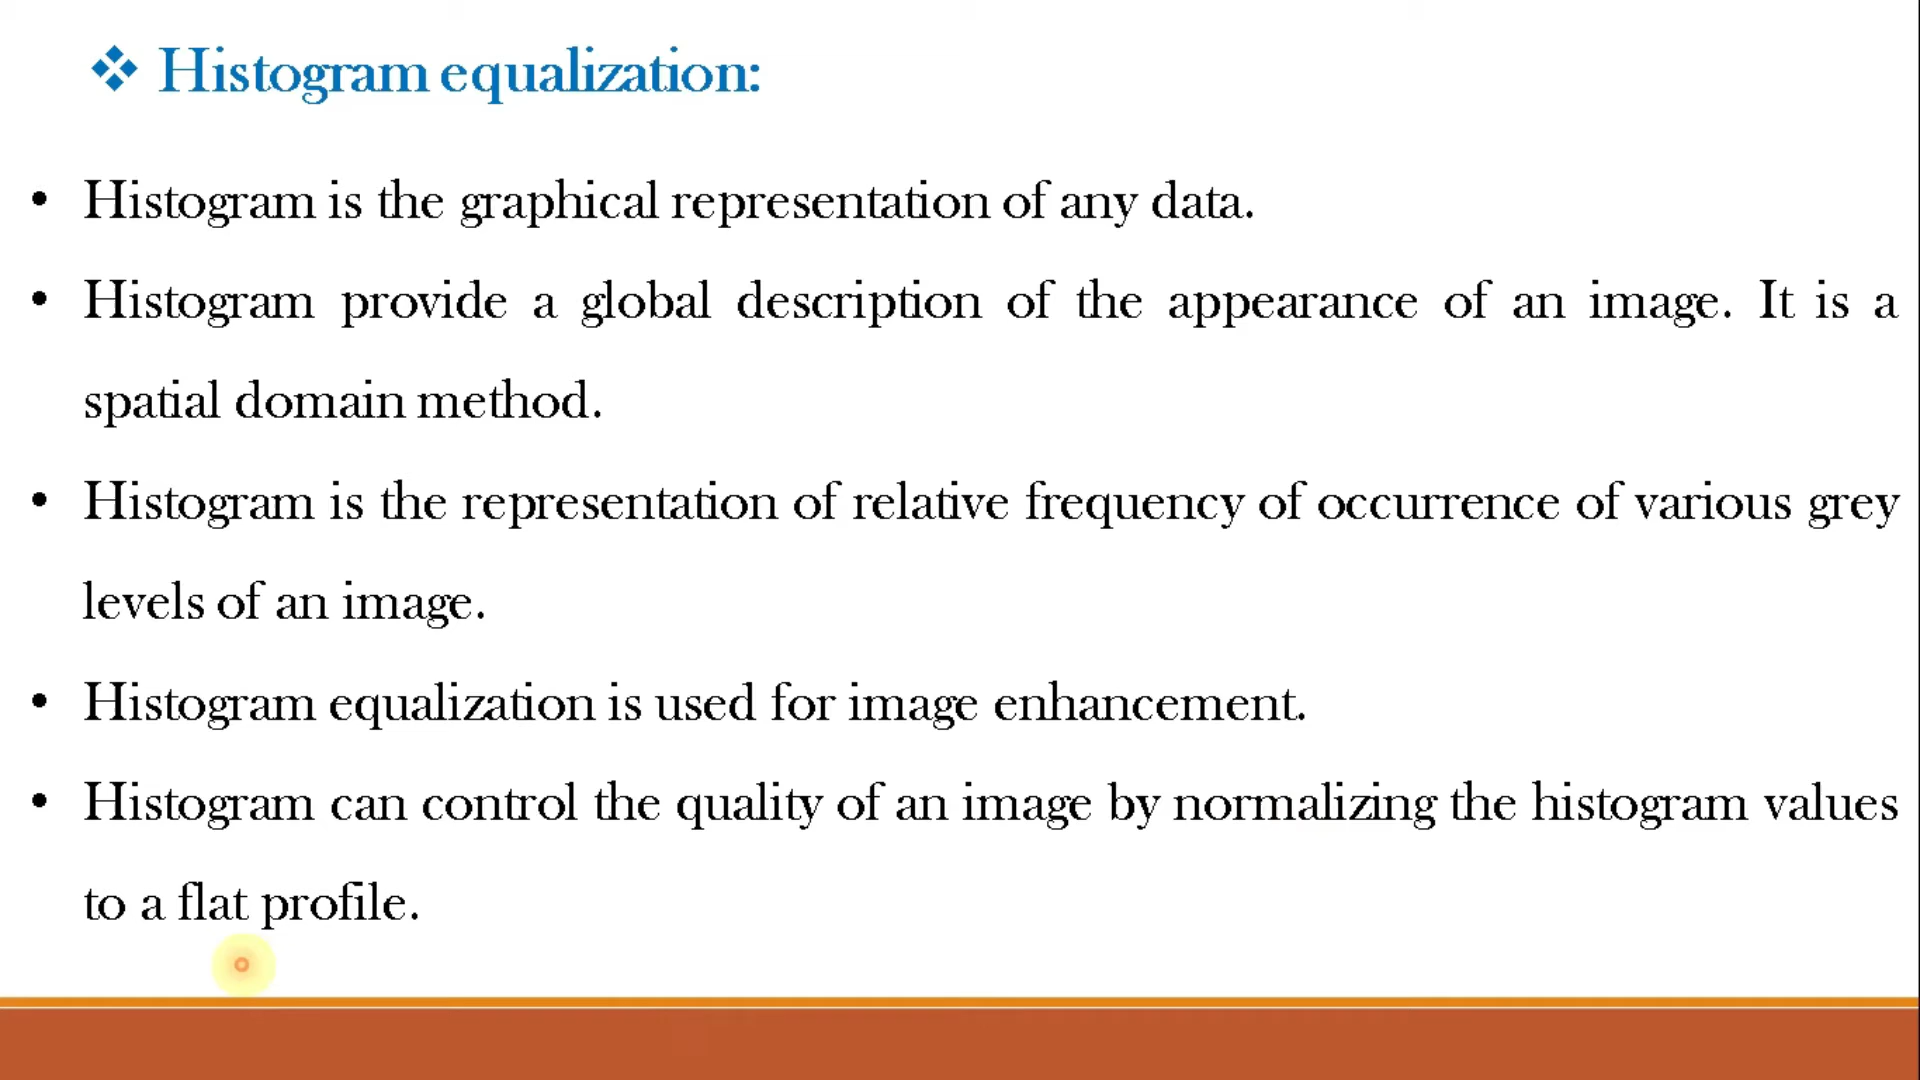 ❖ Histogram equalization:
• Histogram is the graphical representation of any data.
• Histogram provide a global description of the appearance of an image. It is a
spatial domain method.
• Histogram is the representation of relative frequency of occurrence of various grey
levels of an image.
• Histogram equalization is used for image enhancement.
• Histogram can control the quality of an image by normalizing the histogram values
to a flat profile.